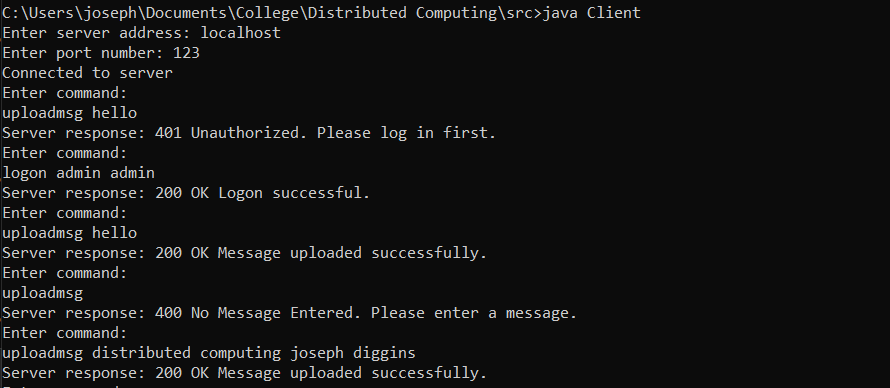 C:\Users\joseph\Documents\College\Distributed Computing\src>java Client
Enter server address: localhost
Enter port number: 123
Connected to server
Enter command:
uploadmsg hello
Server response: 401 Unauthorized. Please log in first.
Enter command:
logon admin admin
Server response: 200 OK Logon successful.
Enter command:
uploadmsg hello
Server response: 200 OK Message uploaded successfully.
Enter command:
uploadmsg
Server response: 400 No Message Entered. Please enter a message.
Enter command:
uploadmsg distributed computing joseph diggins
Server response: 200 OK Message uploaded successfully.